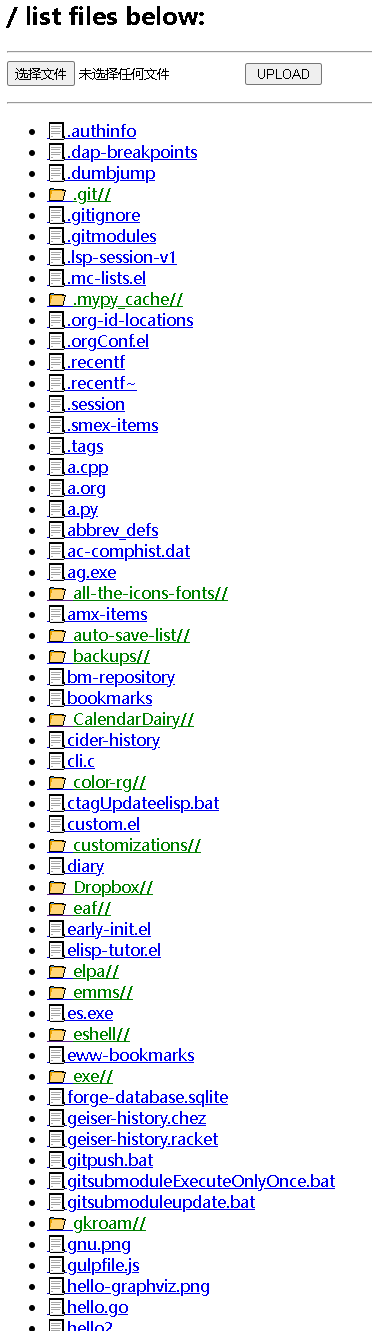 / list files below:
选择文件 未选择任何文件 UPLOAD
.authinfo
.dap-breakpoints
.dumbjump
.git//
.gitignore
.gitmodules
.lsp-session-v1
.mc-lists.el
.mypy_cache//
.org-id-locations
.orgConf.el
.recentf
.recentf~
.session
.smex-items
.tags
a.cpp
a.org
a.py
abbrev_defs
ac-comphist.dat
ag.exe
all-the-icons-fonts//
amx-items
auto-save-list//
backups//
bm-repository
bookmarks
CalendarDairy//
cider-history
cli.c
color-rg//
ctagUpdateelisp.bat
custom.el
customizations//
diary
Dropbox//
eaf//
early-init.el
elisp-tutor.el
elpa//
emms//
es.exe
eshell//
eww-bookmarks
exe//
forge-database.sqlite
geiser-history.chez
geiser-history.racket
gitpush.bat
gitsubmoduleExecuteOnlyOnce.bat
gitsubmoduleupdate.bat
gkroam//
gnu.png
gulpfile.js
hello-graphviz.png
hello.go
hello2